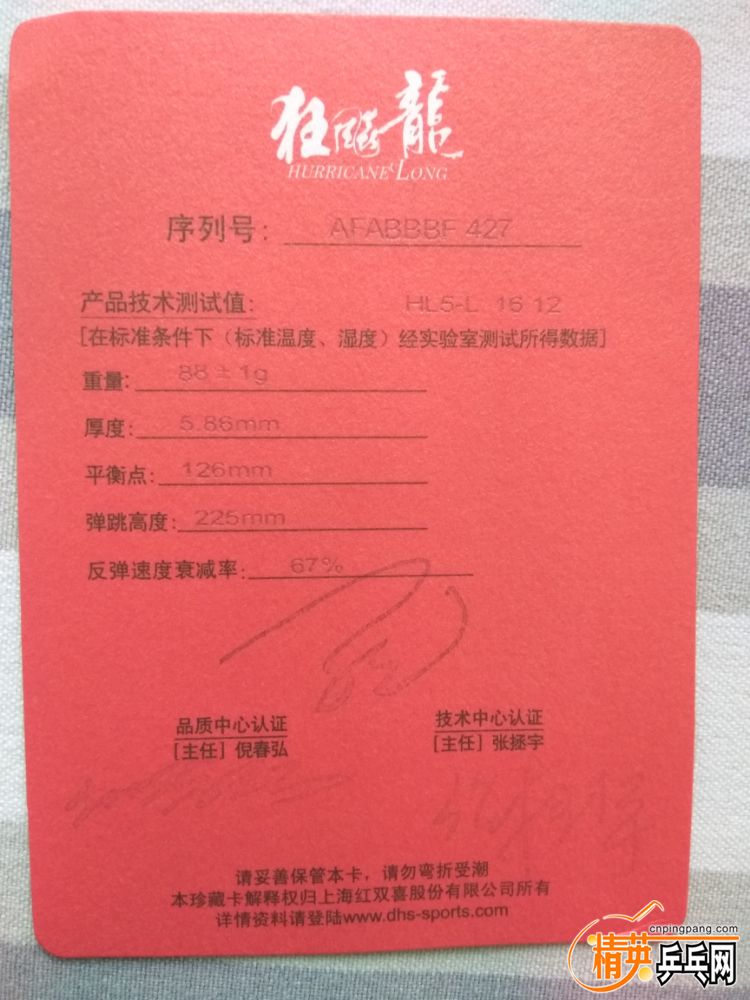 狂飚龍
HURRICANE LONG
序列号： AFABBBF 427
产品技术测试值： HL5-L 16 12
[在标准条件下（标准温度、湿度）经实验室测试所得数据]
重量: 88 ± 1g
厚度: 5.86mm
平衡点: 126mm
弹跳高度: 225mm
反弹速度衰减率: 67%
品质中心认证
[主任] 倪春弘
技术中心认证
[主任] 张拯宇
请妥善保管本卡，请勿弯折受潮
本珍藏卡解释权归上海红双喜股份有限公司所有
详情资料请登陆www.dhs-sports.com
cnpingpang.com
精英乒乓网